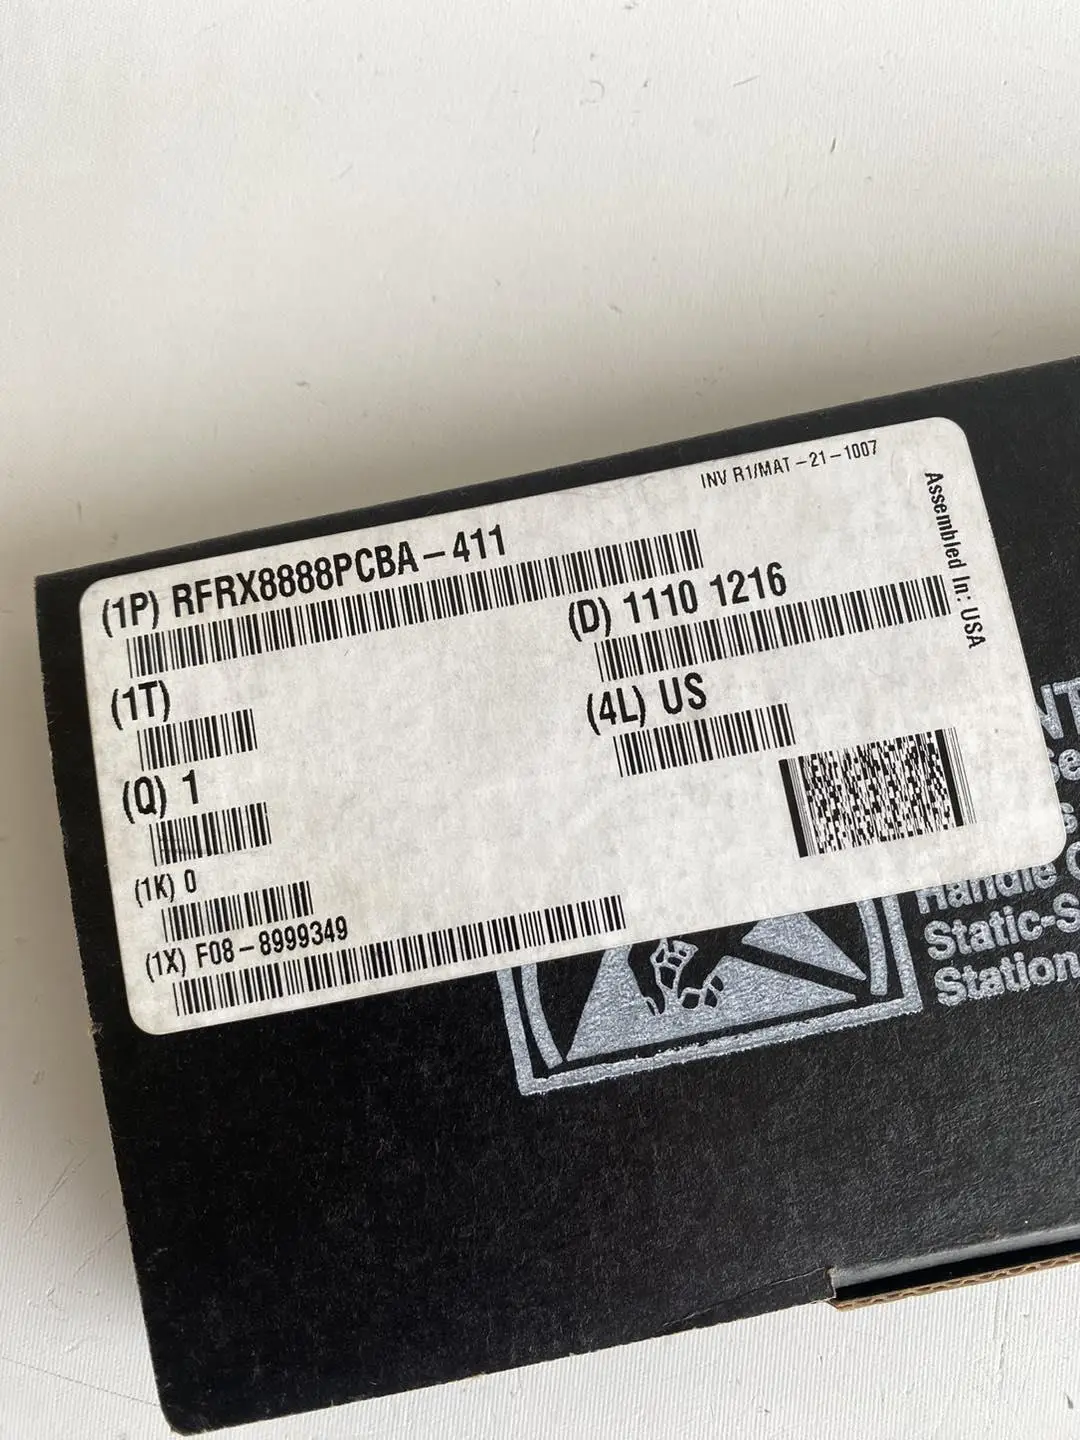 INV R1/MAT-21-1007
Assembled In: USA
(1P) RFRX8888PCBA-411
(D) 1110 1216
(1T)
(4L) US
(Q) 1
(1K) 0
(1X) F08-8999349
Handle
Static-S
Station